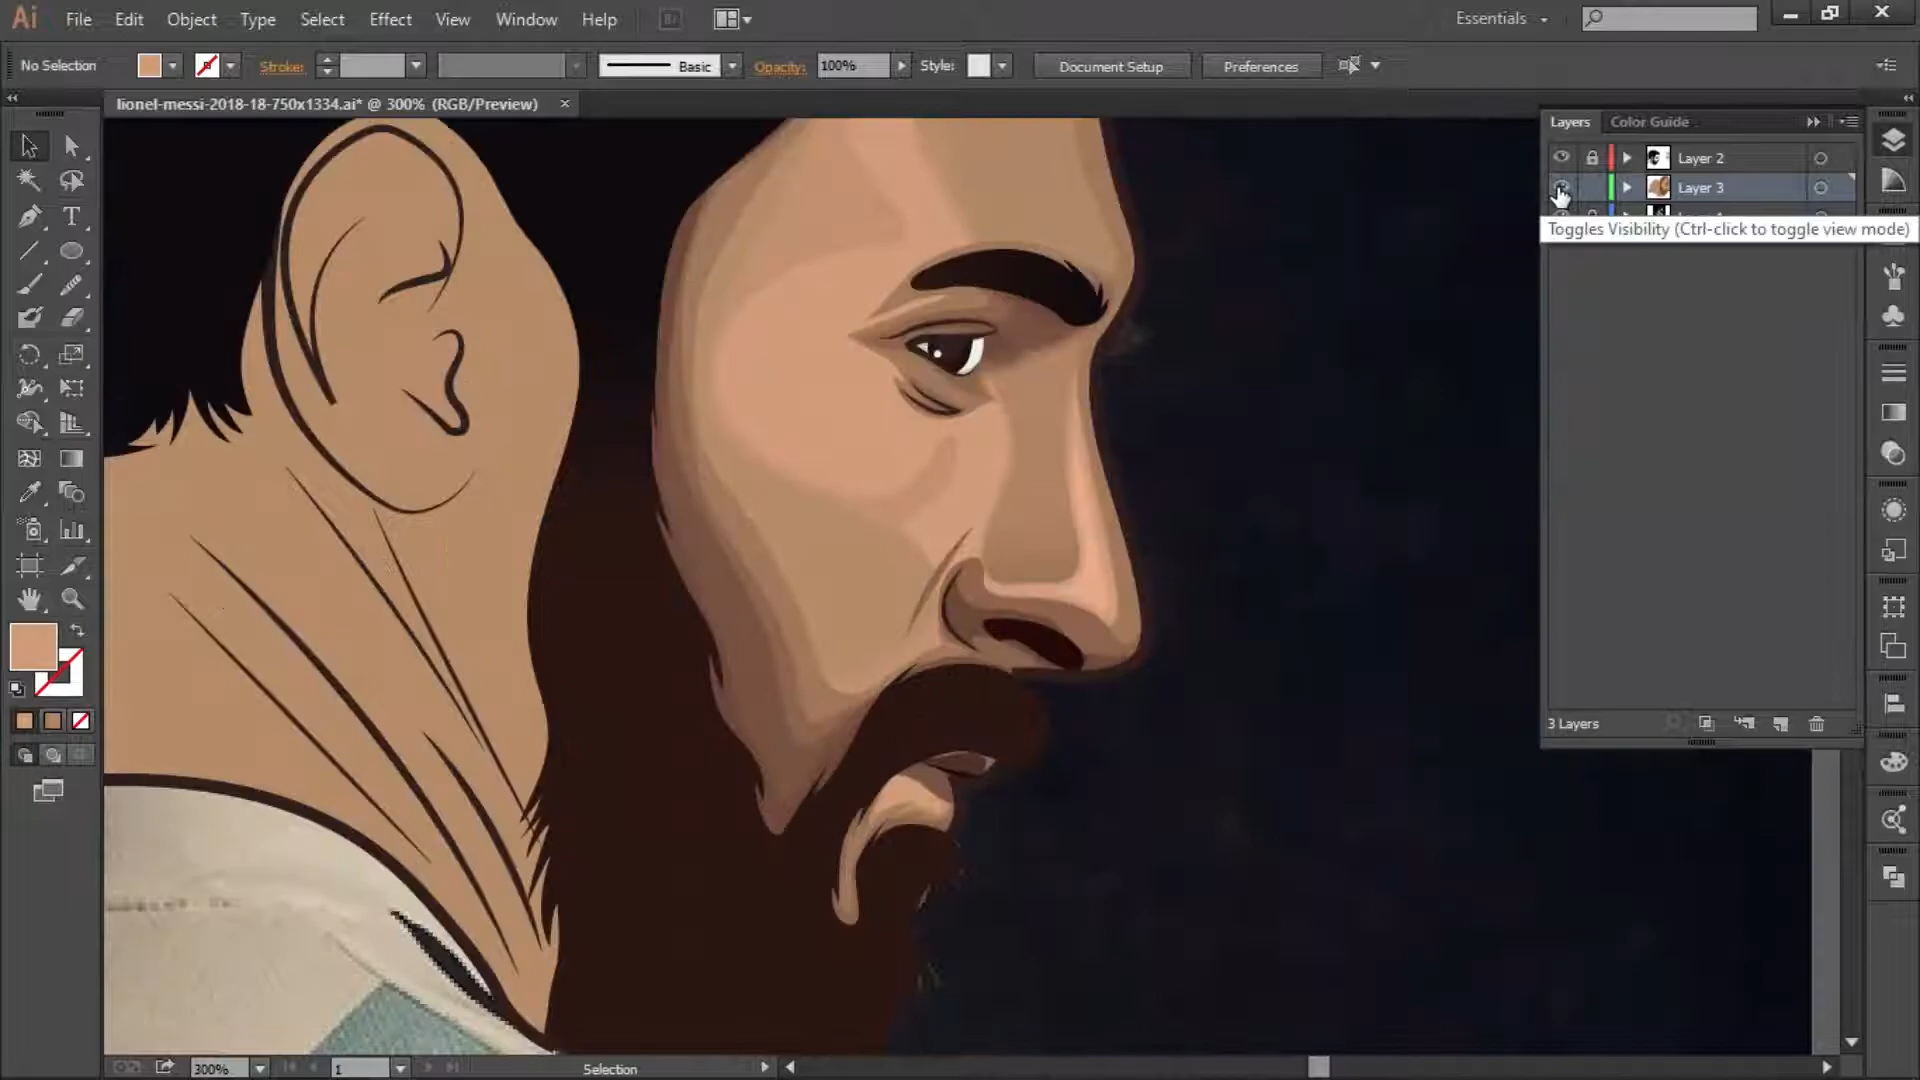 Ai File Edit Object Type Select Effect View Window Help Br Essentials
No Selection Stroke: Basic Opacity: 100% Style: Document Setup Preferences
lionel-messi-2018-18-750x1334.ai* @ 300% (RGB/Preview)
Layers Color Guide
Layer 2
Layer 3
Toggles Visibility (Ctrl-click to toggle view mode)
3 Layers
300% 1 Selection